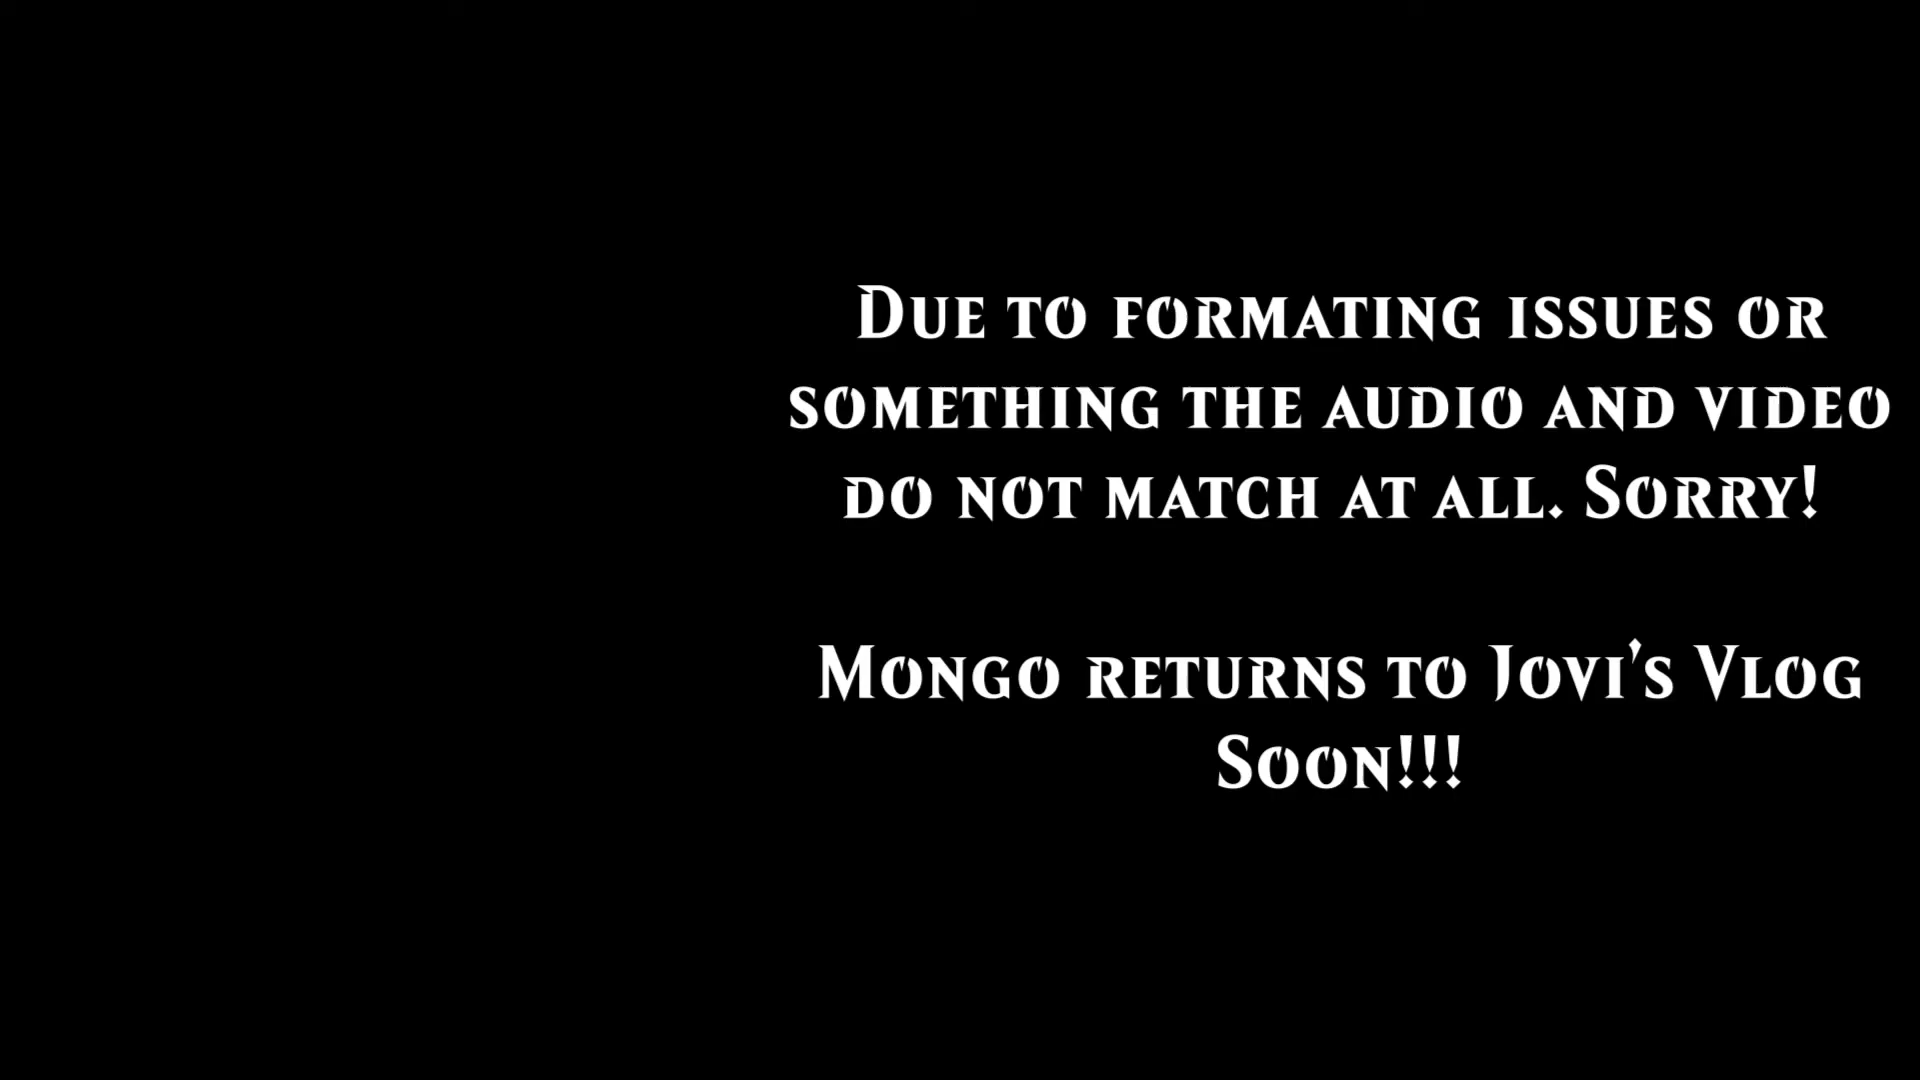 Due to formating issues or
something the audio and video
do not match at all. Sorry!
Mongo returns to Jovi's Vlog
Soon!!!